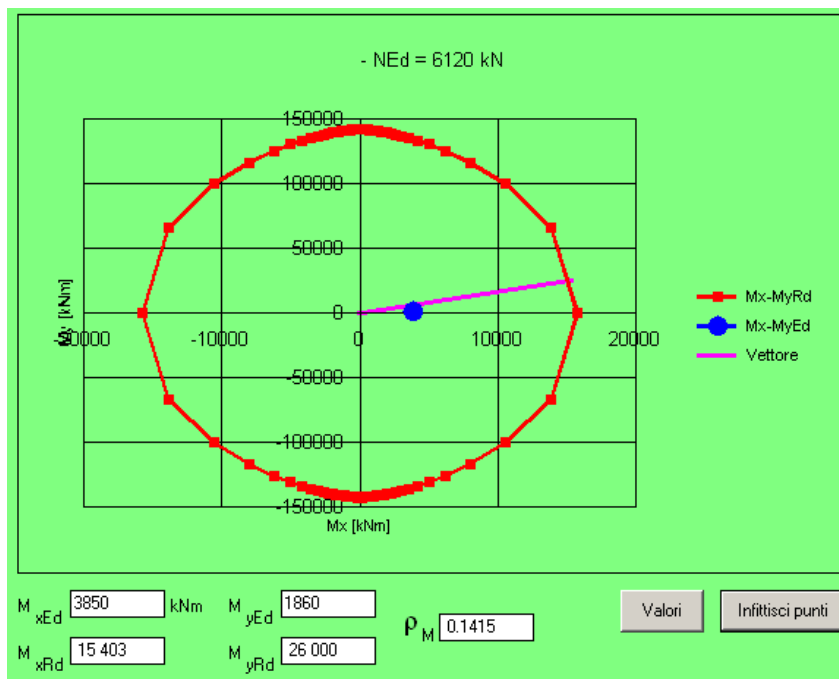 - NEd = 6120 kN
150000
100000
50000
0
-20000 -10000 0 10000 20000
-50000
-100000
-150000
My [kNm]
Mx [kNm]
Mx-MyRd
Mx-MyEd
Vettore
M xEd 3850 kNm M yEd 1860
M xRd 15 403 M yRd 26 000
ρ M 0.1415
Valori
Infittisci punti